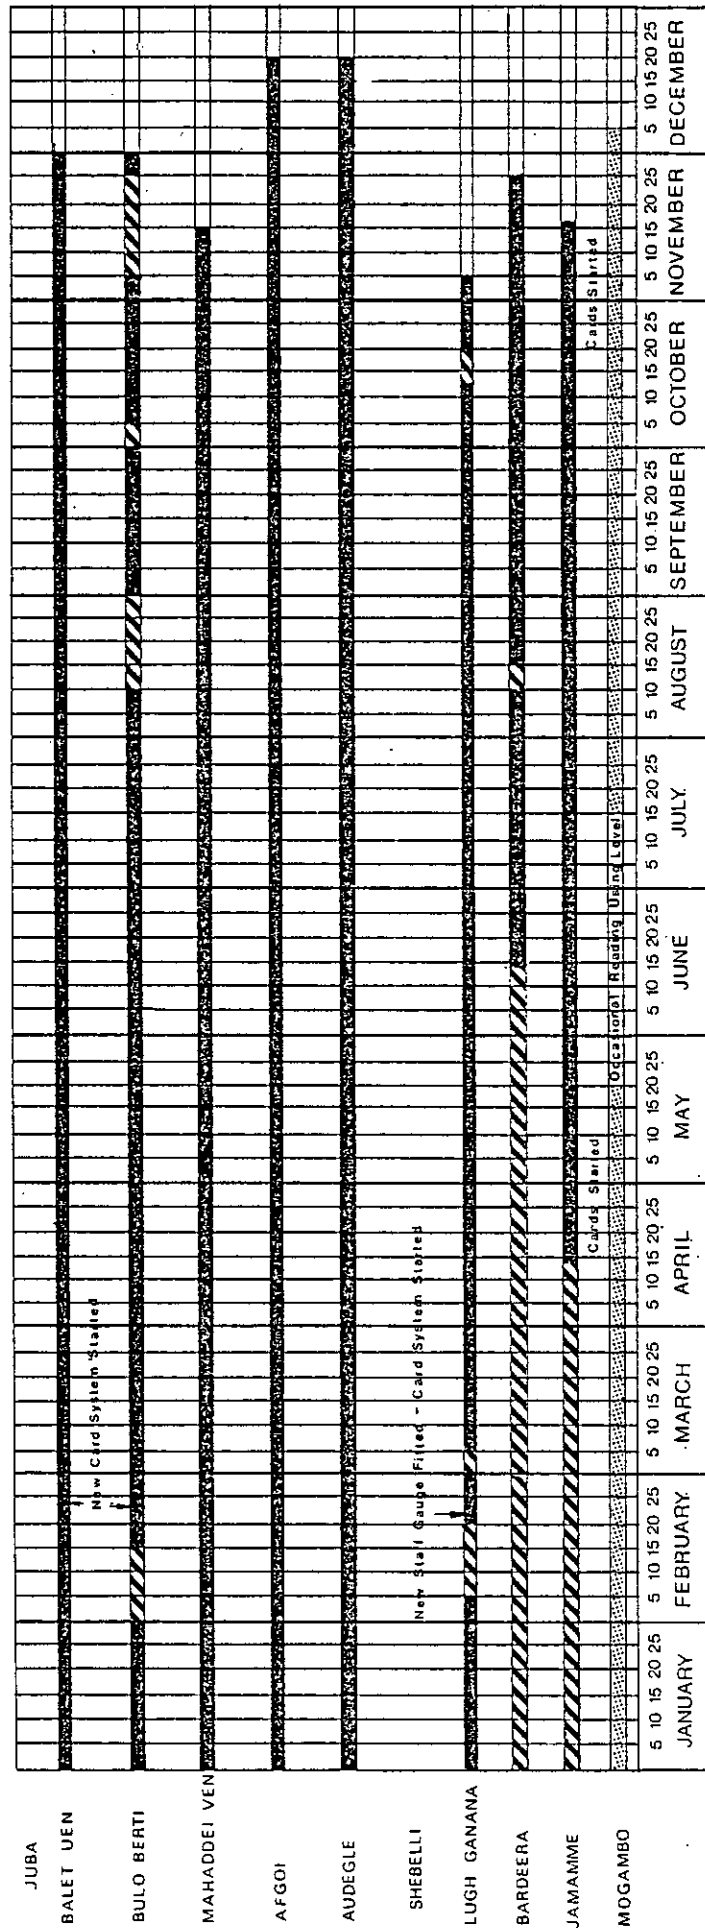 JUBA
BALET UEN
New Card System Started
BULO BERTI
MAHADDEI VEN
AFGOI
AUDEGLE
SHEBELLI
New Staff Gauge Fitted - Card System Started
LUGH GANANA
BARDEERA
JAMAMME
Cards Started
Cards Started
MOGAMBO
Occasional Reading Using Level
5 10 15 20 25 5 10 15 20 25 5 10 15 20 25 5 10 15 20 25 5 10 15 20 25 5 10 15 20 25 5 10 15 20 25 5 10 15 20 25 5 10 15 20 25 5 10 15 20 25 5 10 15 20 25 5 10 15 20 25
JANUARY FEBRUARY MARCH APRIL MAY JUNE JULY AUGUST SEPTEMBER OCTOBER NOVEMBER DECEMBER